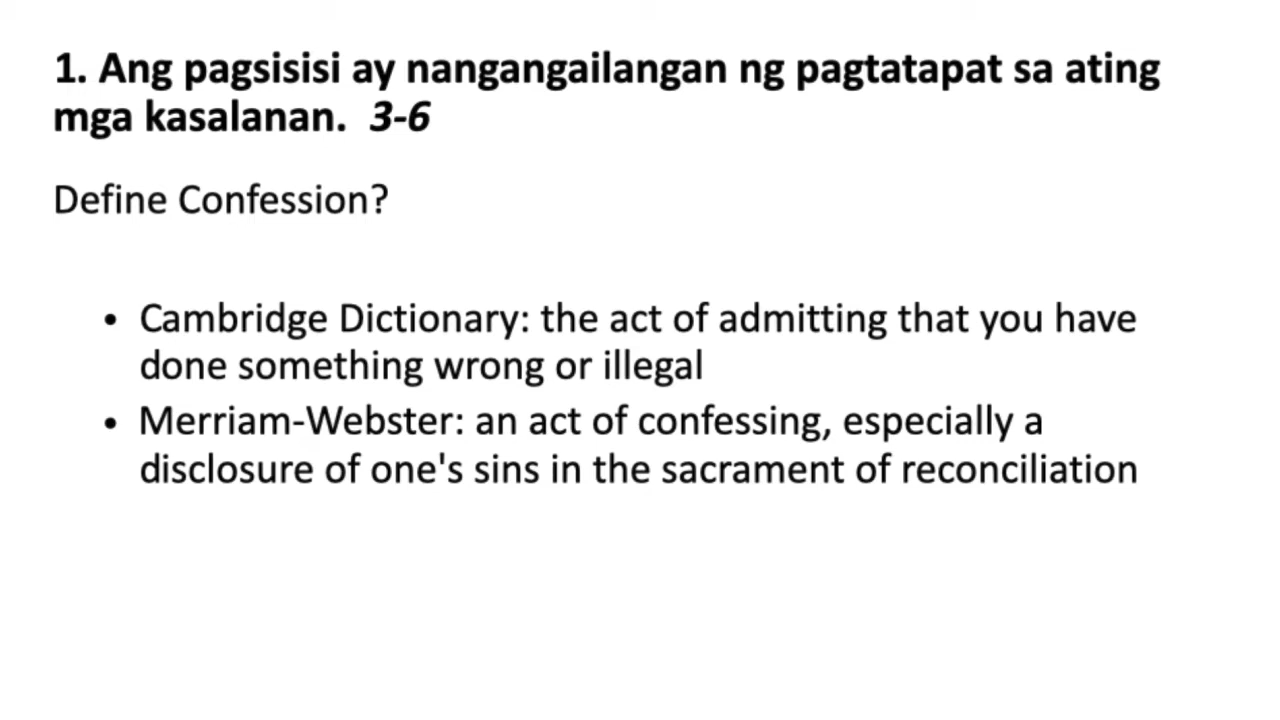 1. Ang pagsisisi ay nangangailangan ng pagtatapat sa ating
mga kasalanan. 3-6
Define Confession?
• Cambridge Dictionary: the act of admitting that you have
done something wrong or illegal
• Merriam-Webster: an act of confessing, especially a
disclosure of one's sins in the sacrament of reconciliation